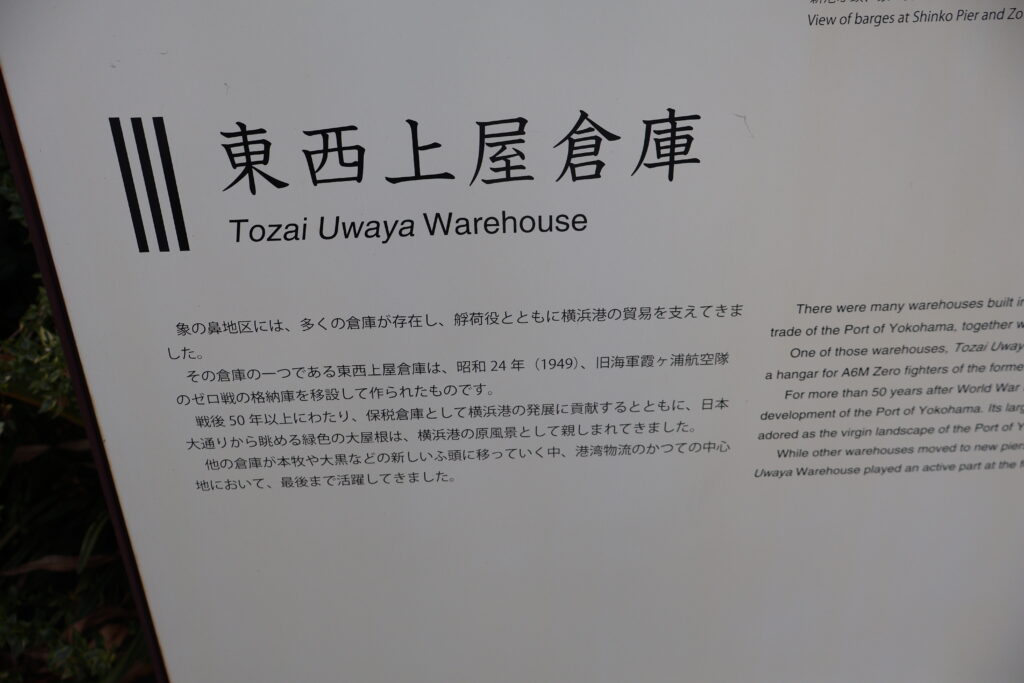 View of barges at Shinko Pier and Zo
東西上屋倉庫
Tozai Uwaya Warehouse
象の鼻地区には、多くの倉庫が存在し、艀荷役とともに横浜港の貿易を支えてきま
した。
その倉庫の一つである東西上屋倉庫は、昭和 24 年（1949）、旧海軍霞ヶ浦航空隊
のゼロ戦の格納庫を移設して作られたものです。
戦後 50 年以上にわたり、保税倉庫として横浜港の発展に貢献するとともに、日本
大通りから眺める緑色の大屋根は、横浜港の原風景として親しまれてきました。
他の倉庫が本牧や大黒などの新しいふ頭に移っていく中、港湾物流のかつての中心
地において、最後まで活躍してきました。
There were many warehouses built in
trade of the Port of Yokohama, together w
One of those warehouses, Tozai Uway
a hangar for A6M Zero fighters of the forme
For more than 50 years after World War
development of the Port of Yokohama. Its larg
adored as the virgin landscape of the Port of Y
While other warehouses moved to new pier
Uwaya Warehouse played an active part at the f